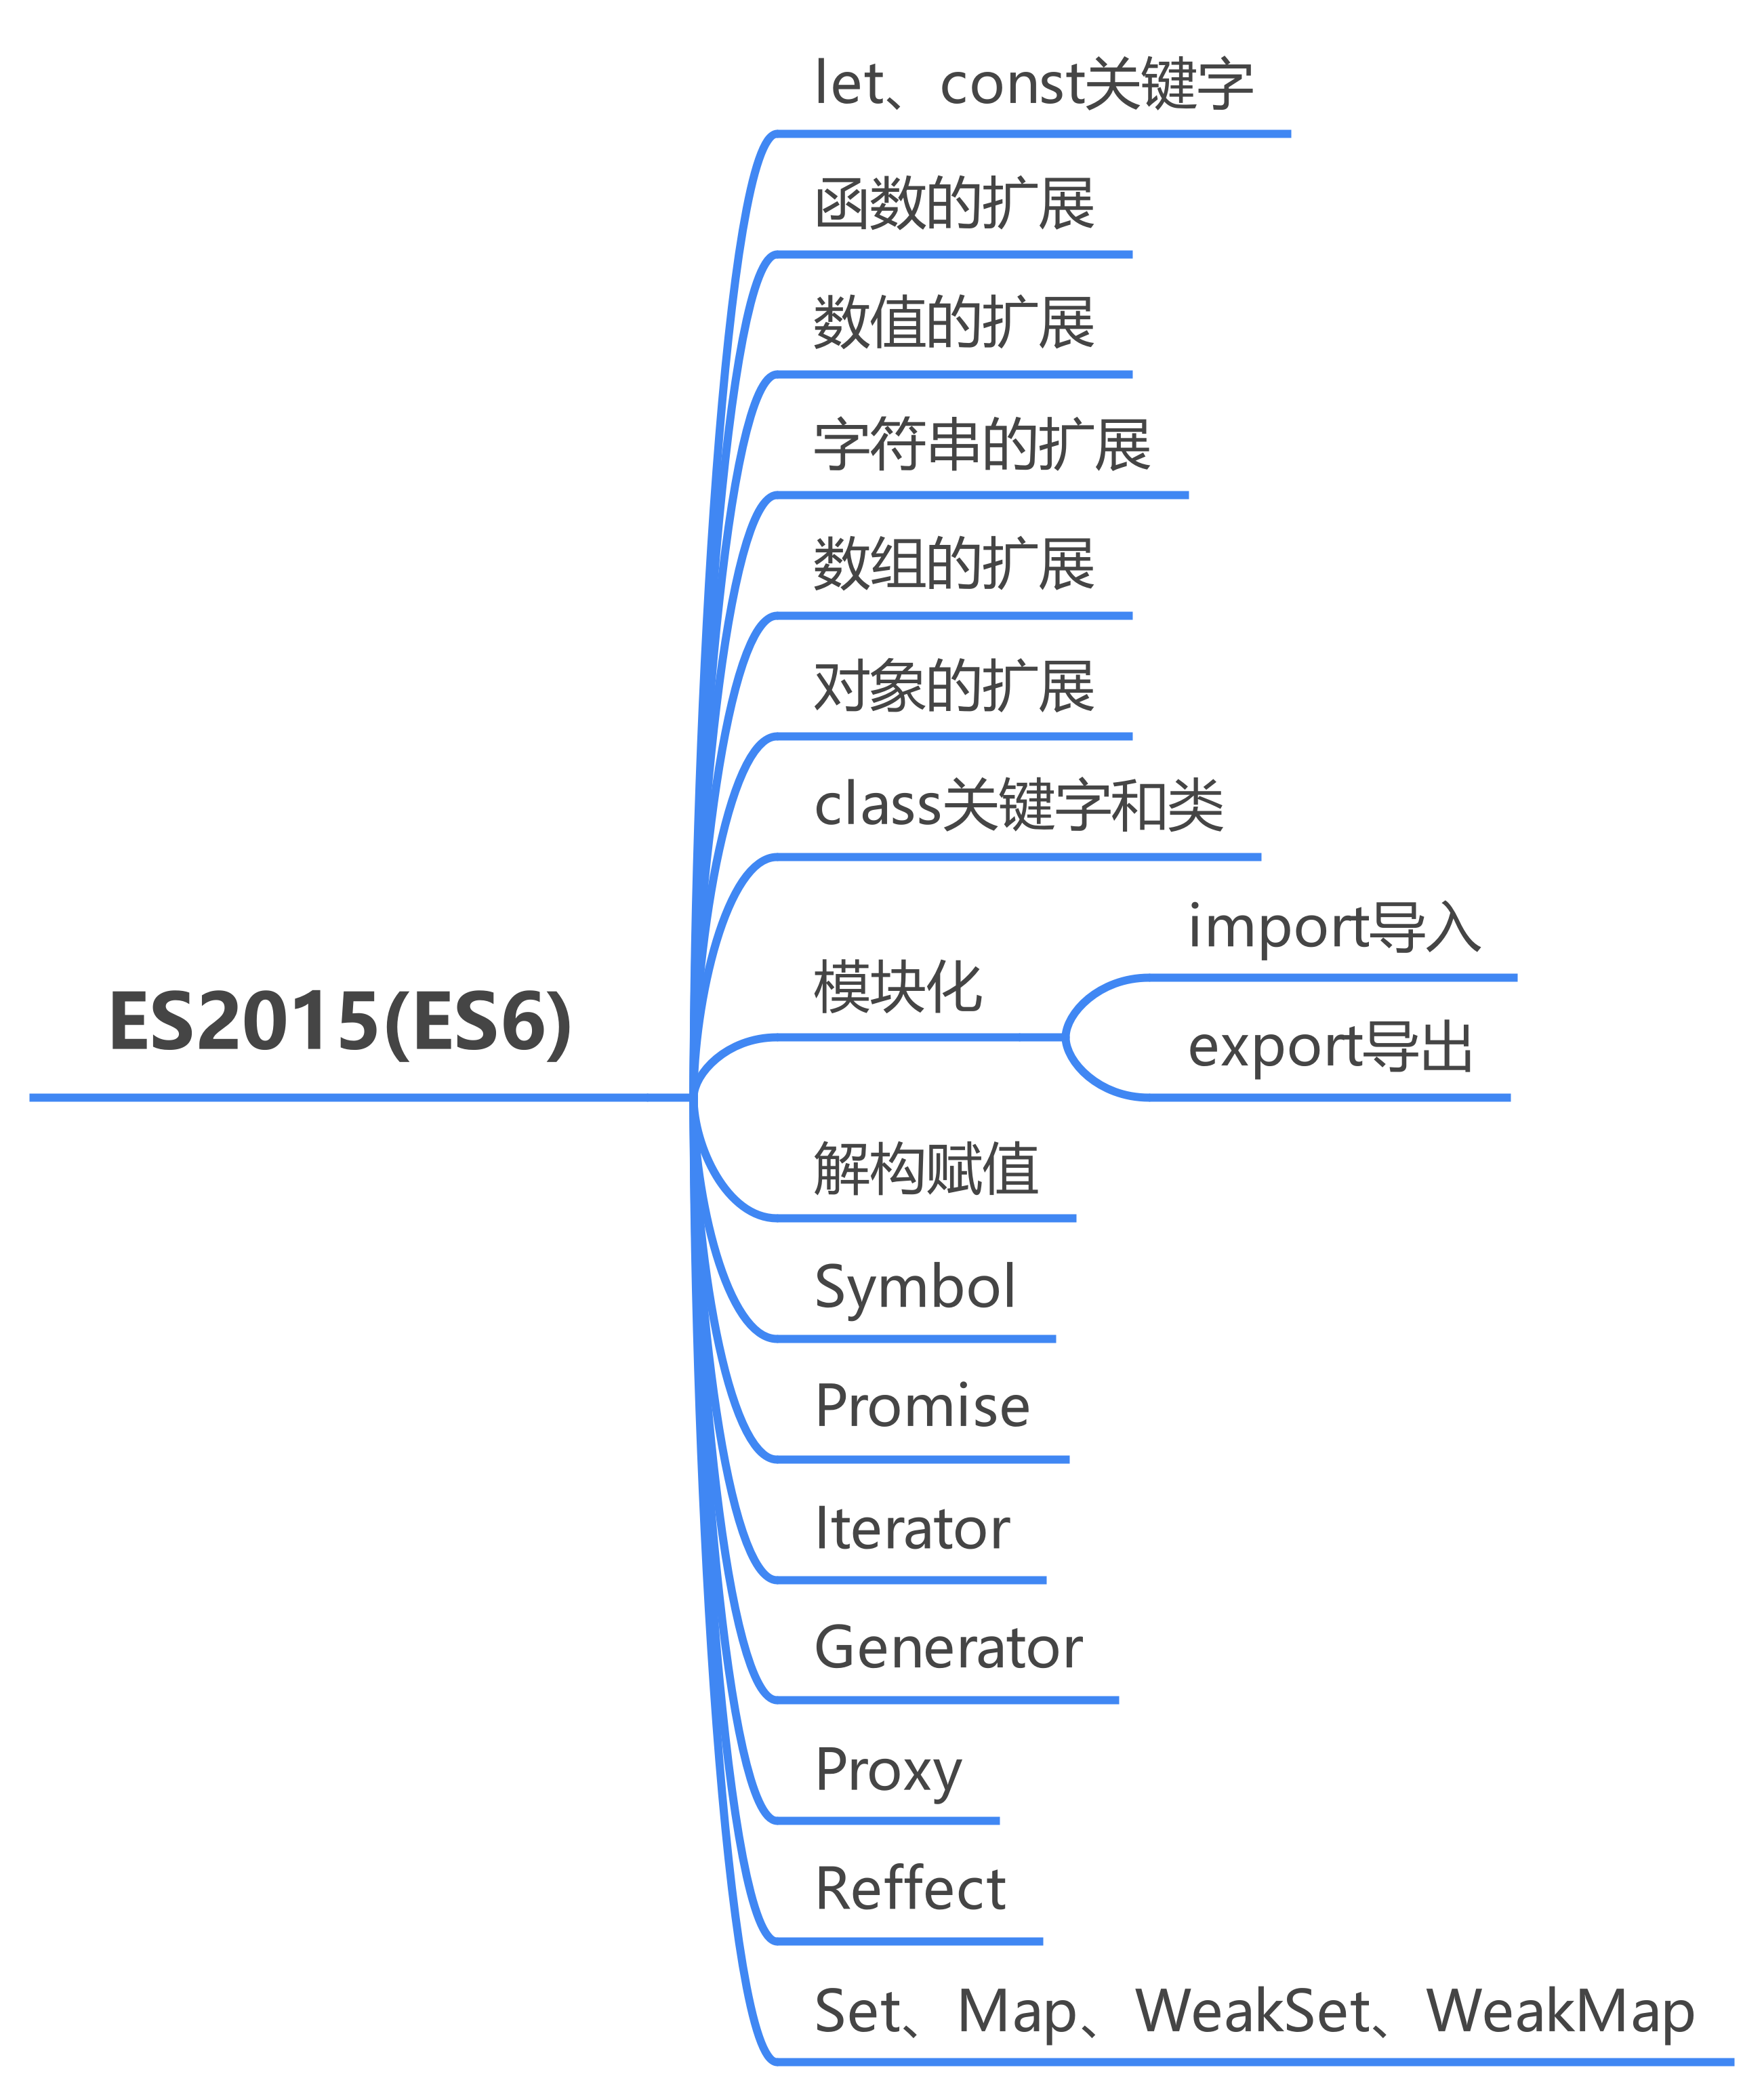 let、const关键字
函数的扩展
数值的扩展
字符串的扩展
数组的扩展
对象的扩展
class关键字和类
模块化
import导入
export导出
ES2015(ES6)
解构赋值
Symbol
Promise
Iterator
Generator
Proxy
Reffect
Set、Map、WeakSet、WeakMap